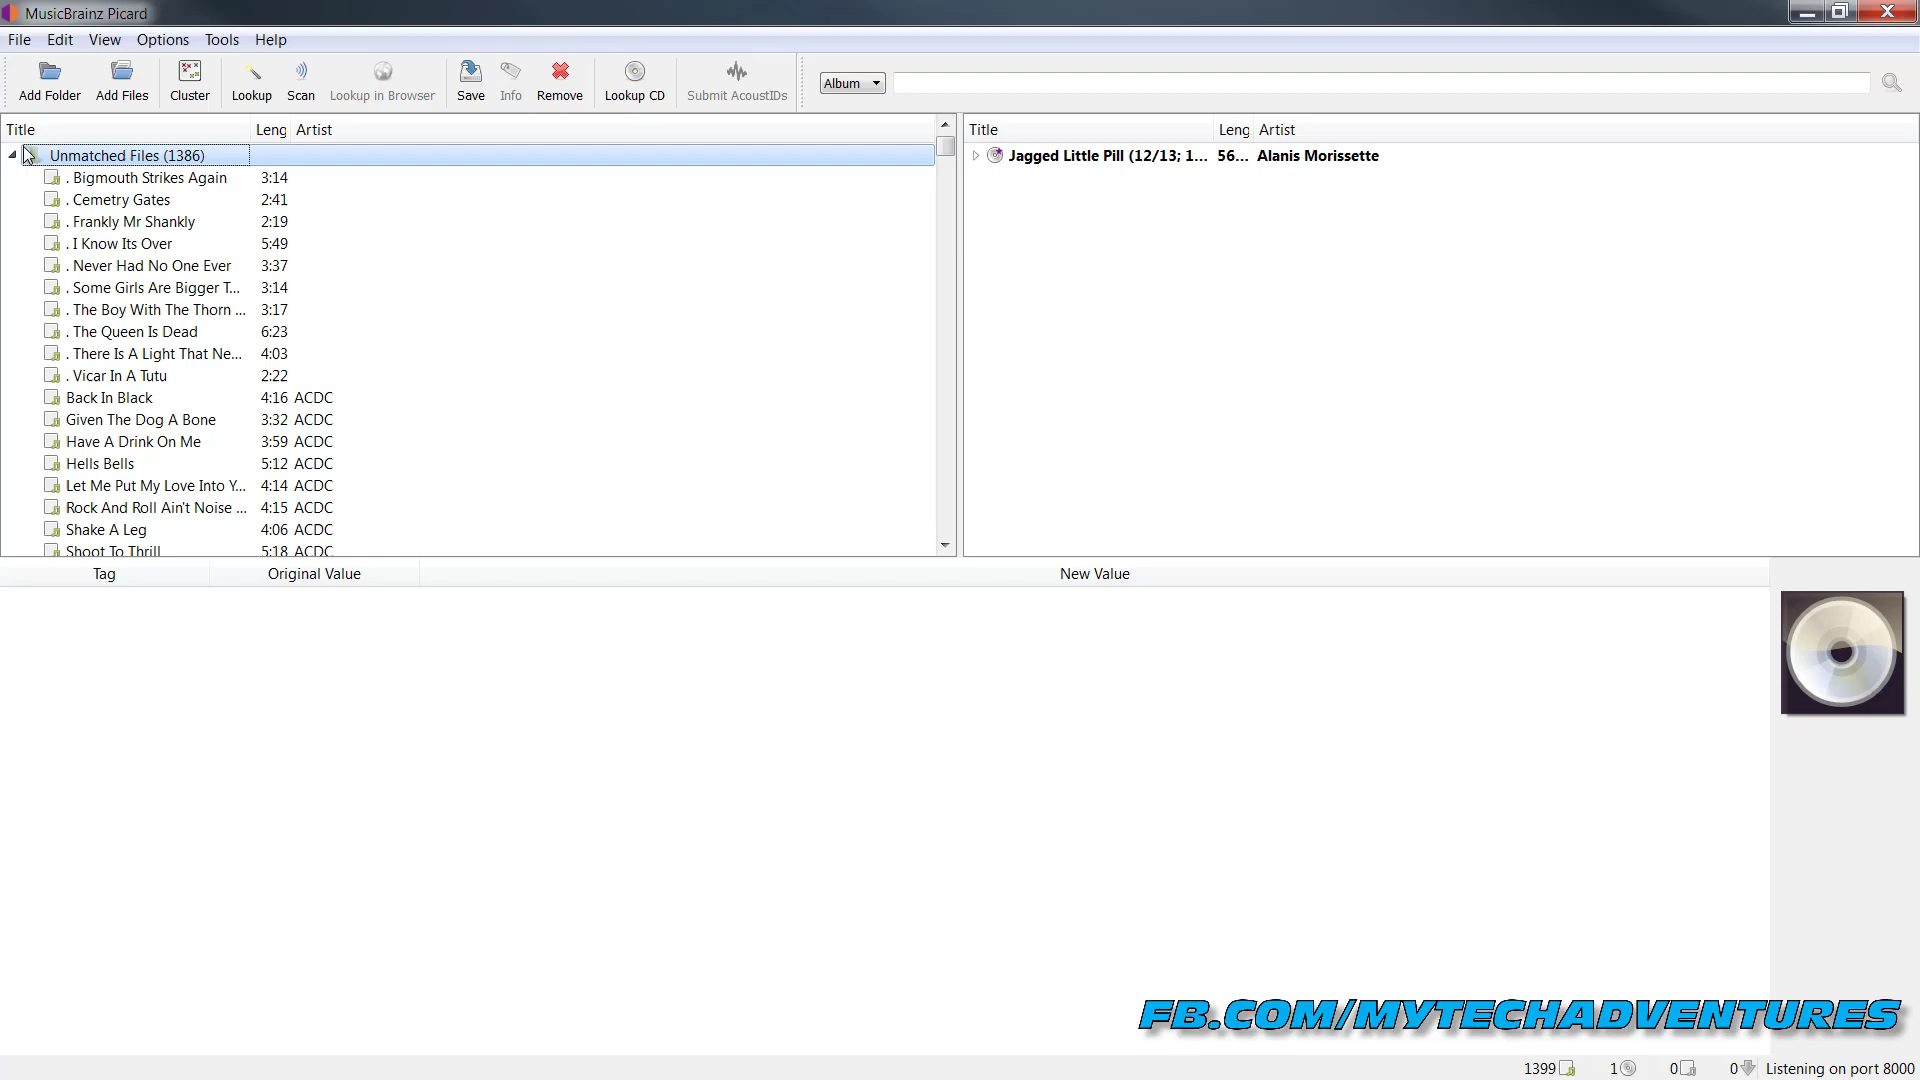 MusicBrainz Picard
File Edit View Options Tools Help
Add Folder Add Files Cluster Lookup Scan Lookup in Browser Save Info Remove Lookup CD Submit AcoustIDs Album
Title Leng Artist Title Leng Artist
Unmatched Files (1386) Jagged Little Pill (12/13; 1... 56... Alanis Morissette
. Bigmouth Strikes Again 3:14
. Cemetry Gates 2:41
. Frankly Mr Shankly 2:19
. I Know Its Over 5:49
. Never Had No One Ever 3:37
. Some Girls Are Bigger T... 3:14
. The Boy With The Thorn ... 3:17
. The Queen Is Dead 6:23
. There Is A Light That Ne... 4:03
. Vicar In A Tutu 2:22
Back In Black 4:16 ACDC
Given The Dog A Bone 3:32 ACDC
Have A Drink On Me 3:59 ACDC
Hells Bells 5:12 ACDC
Let Me Put My Love Into Y... 4:14 ACDC
Rock And Roll Ain't Noise ... 4:15 ACDC
Shake A Leg 4:06 ACDC
Shoot To Thrill 5:18 ACDC
Tag Original Value New Value
FB.COM/MYTECHADVENTURES
1399 1 0 0 Listening on port 8000